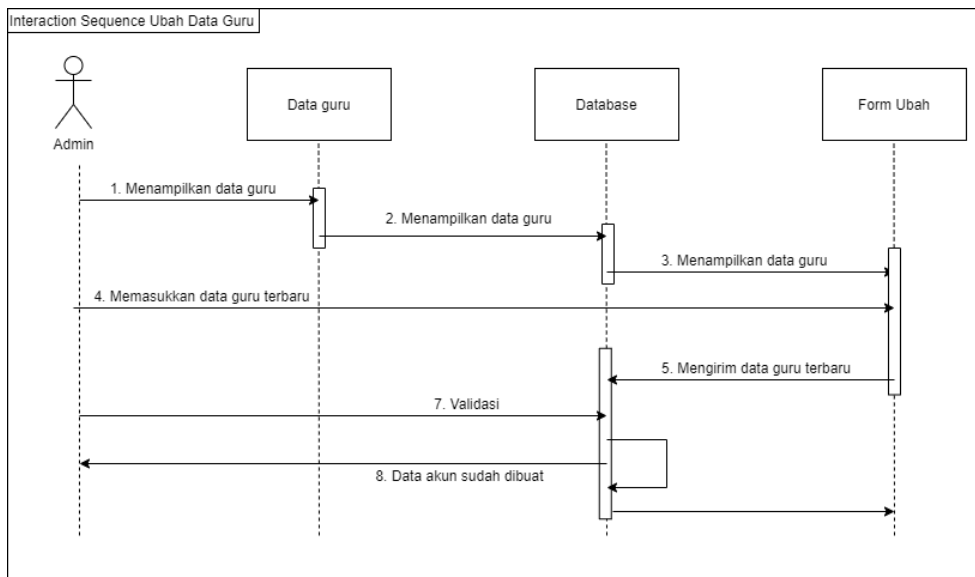 Interaction Sequence Ubah Data Guru
Admin
Data guru
Database
Form Ubah
1. Menampilkan data guru
2. Menampilkan data guru
3. Menampilkan data guru
4. Memasukkan data guru terbaru
5. Mengirim data guru terbaru
7. Validasi
8. Data akun sudah dibuat